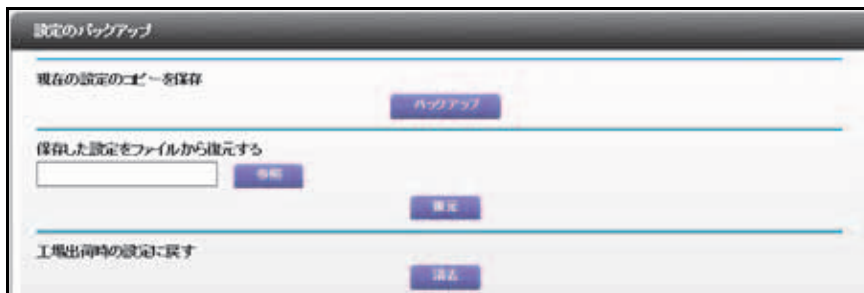 設定のバックアップ
現在の設定のコピーを保存
バックアップ
保存した設定をファイルから復元する
参照
復元
工場出荷時の設定に戻す
消去